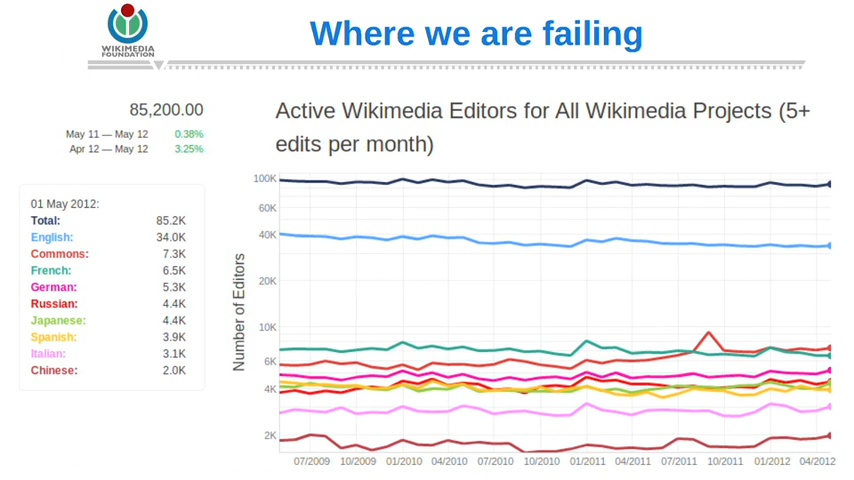 WIKIMEDIA
FOUNDATION
Where we are failing
85,200.00
May 11 — May 12 0.38%
Apr 12 — May 12 3.25%
01 May 2012:
Total: 85.2K
English: 34.0K
Commons: 7.3K
French: 6.5K
German: 5.3K
Russian: 4.4K
Japanese: 4.4K
Spanish: 3.9K
Italian: 3.1K
Chinese: 2.0K
Active Wikimedia Editors for All Wikimedia Projects (5+
edits per month)
Number of Editors
100K
60K
40K
20K
10K
6K
4K
2K
07/2009 10/2009 01/2010 04/2010 07/2010 10/2010 01/2011 04/2011 07/2011 10/2011 01/2012 04/2012